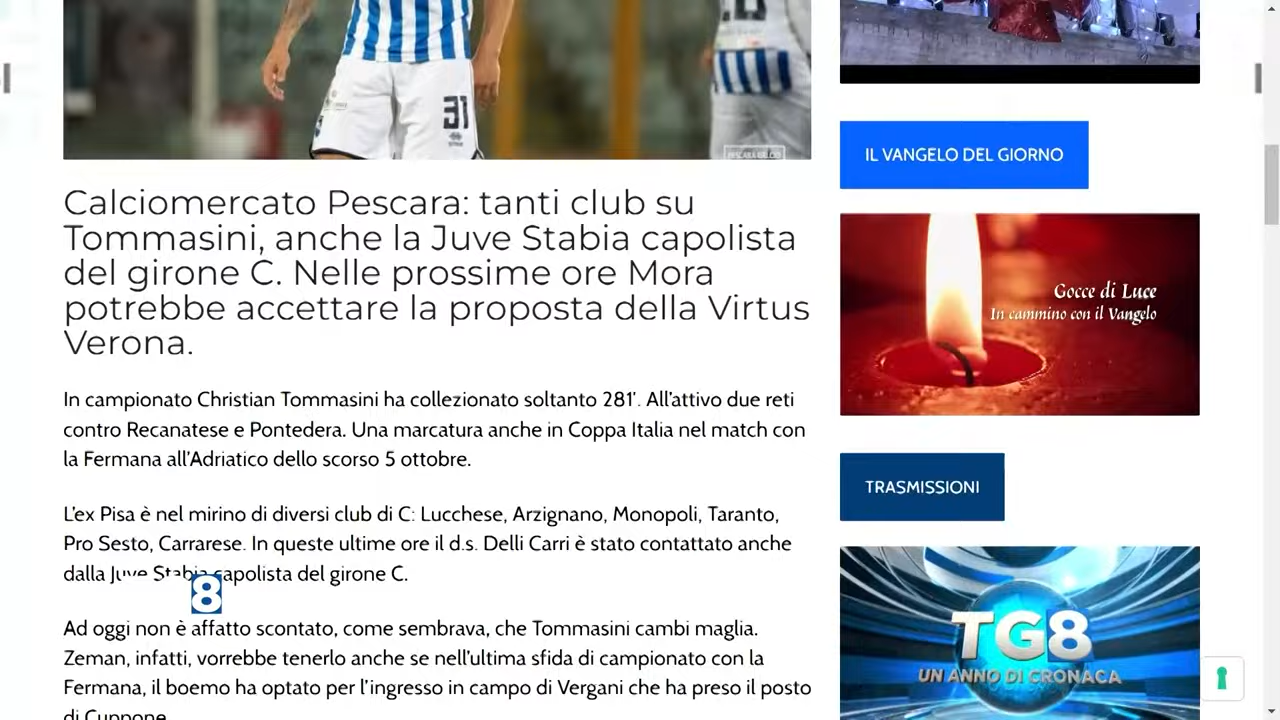 31
PESCARA CALCIO
Calciomercato Pescara: tanti club su
Tommasini, anche la Juve Stabia capolista
del girone C. Nelle prossime ore Mora
potrebbe accettare la proposta della Virtus
Verona.
In campionato Christian Tommasini ha collezionato soltanto 281'. All'attivo due reti
contro Recanatese e Pontedera. Una marcatura anche in Coppa Italia nel match con
la Fermana all'Adriatico dello scorso 5 ottobre.
L'ex Pisa è nel mirino di diversi club di C: Lucchese, Arzignano, Monopoli, Taranto,
Pro Sesto, Carrarese. In queste ultime ore il d.s. Delli Carri è stato contattato anche
dalla Juve Stabia capolista del girone C.
8
Ad oggi non è affatto scontato, come sembrava, che Tommasini cambi maglia.
Zeman, infatti, vorrebbe tenerlo anche se nell'ultima sfida di campionato con la
Fermana, il boemo ha optato per l'ingresso in campo di Vergani che ha preso il posto
di Cuppone
IL VANGELO DEL GIORNO
Gocce di Luce
In cammino con il Vangelo
TRASMISSIONI
TG8
UN ANNO DI CRONACA